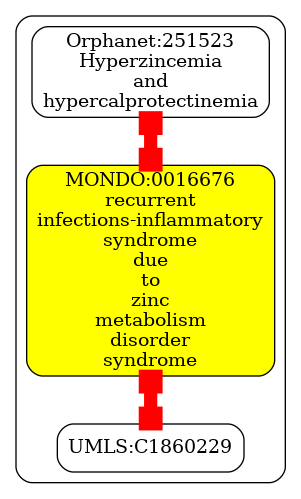 Orphanet:251523
Hyperzincemia
and
hypercalprotectinemia
MONDO:0016676
recurrent
infections-inflammatory
syndrome
due
to
zinc
metabolism
disorder
syndrome
UMLS:C1860229